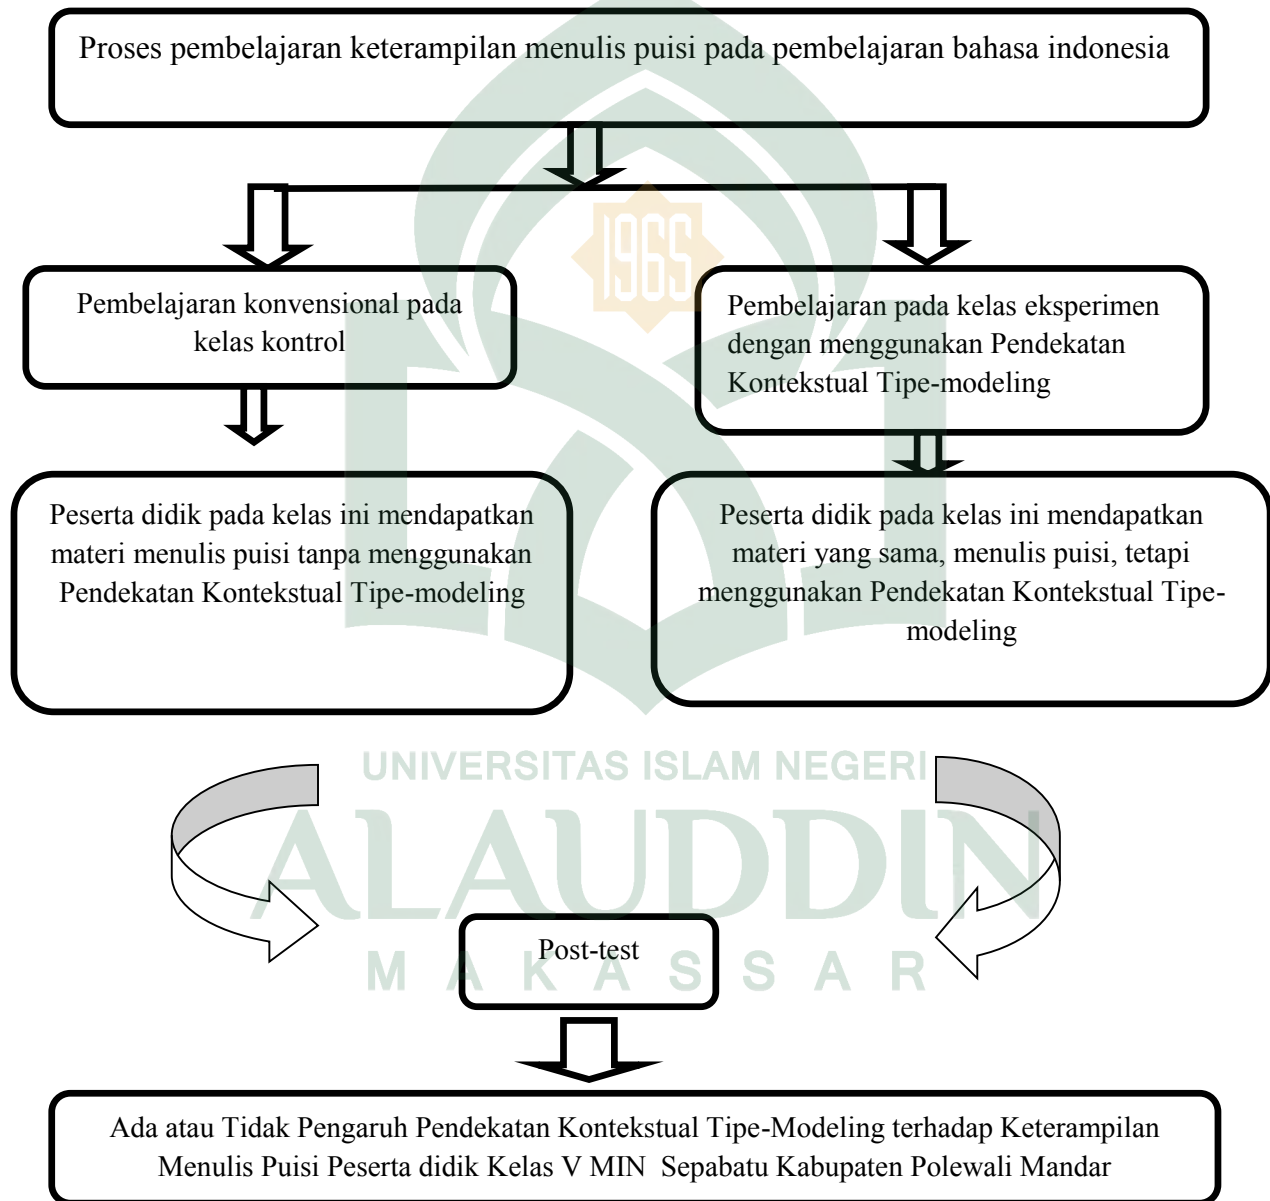 Proses pembelajaran keterampilan menulis puisi pada pembelajaran bahasa indonesia
1965
Pembelajaran konvensional pada
kelas kontrol
Pembelajaran pada kelas eksperimen
dengan menggunakan Pendekatan
Kontekstual Tipe-modeling
Peserta didik pada kelas ini mendapatkan
materi menulis puisi tanpa menggunakan
Pendekatan Kontekstual Tipe-modeling
Peserta didik pada kelas ini mendapatkan
materi yang sama, menulis puisi, tetapi
menggunakan Pendekatan Kontekstual Tipe-
modeling
UNIVERSITAS ISLAM NEGERI
ALAUDDIN
MAKASSAR
Post-test
Ada atau Tidak Pengaruh Pendekatan Kontekstual Tipe-Modeling terhadap Keterampilan
Menulis Puisi Peserta didik Kelas V MIN Sepabatu Kabupaten Polewali Mandar